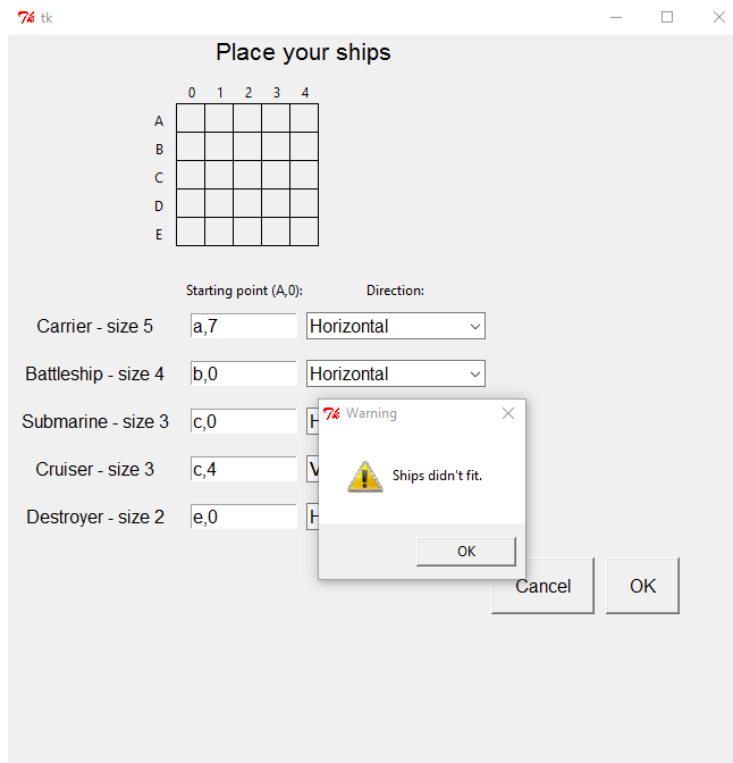 tk
Place your ships
0 1 2 3 4
A
B
C
D
E
Starting point (A,0): Direction:
Carrier - size 5 a,7 Horizontal
Battleship - size 4 b,0 Horizontal
Warning
Submarine - size 3 c,0 H
Cruiser - size 3 c,4 V
Ships didn't fit.
Destroyer - size 2 e,0 H
OK
Cancel OK